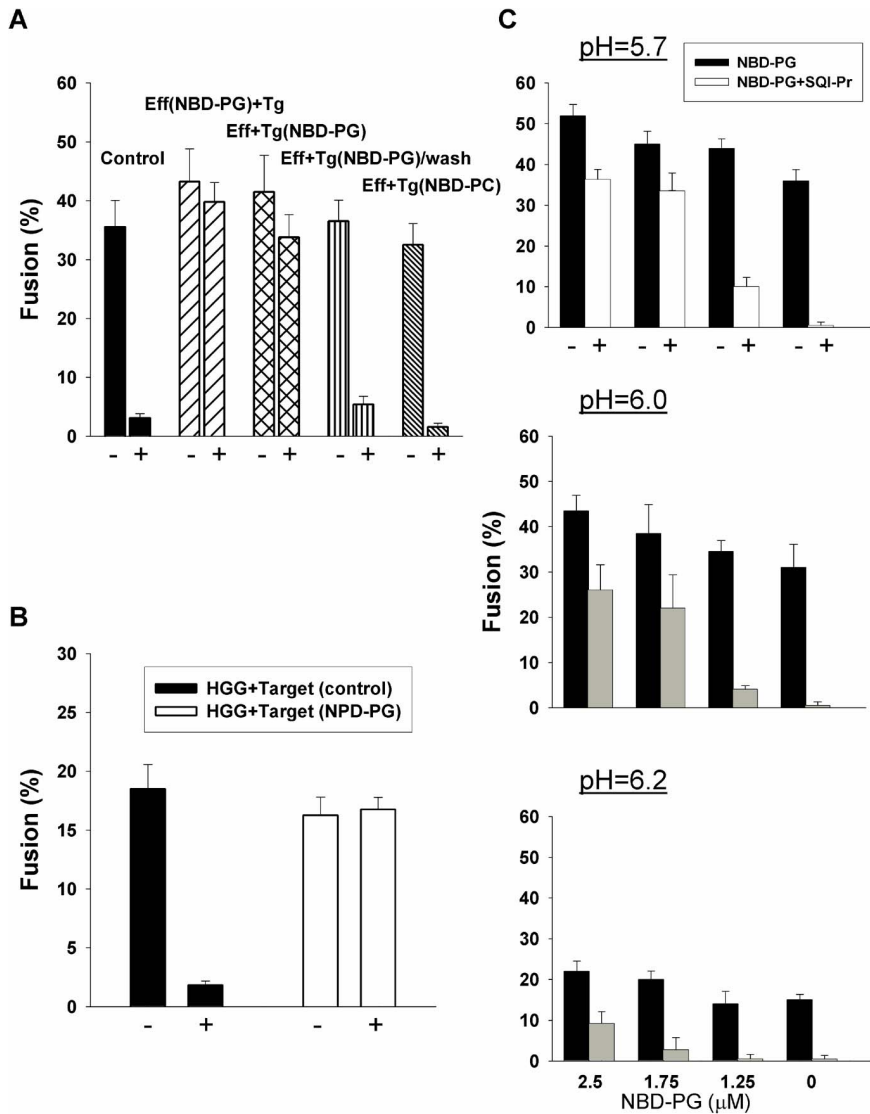 A
60
50
40
30
20
10
0
Fusion (%)
Control
Eff(NBD-PG)+Tg
Eff+Tg(NBD-PG)
Eff+Tg(NBD-PG)/wash
Eff+Tg(NBD-PC)
- + - + - + - + - +
B
30
25
20
15
10
5
0
Fusion (%)
HGG+Target (control)
HGG+Target (NPD-PG)
- + - +
C
pH=5.7
NBD-PG
NBD-PG+SQI-Pr
60
50
40
30
20
10
0
- + - + - + - +
pH=6.0
60
50
40
30
20
10
0
Fusion (%)
pH=6.2
60
50
40
30
20
10
0
2.5 1.75 1.25 0
NBD-PG (μM)